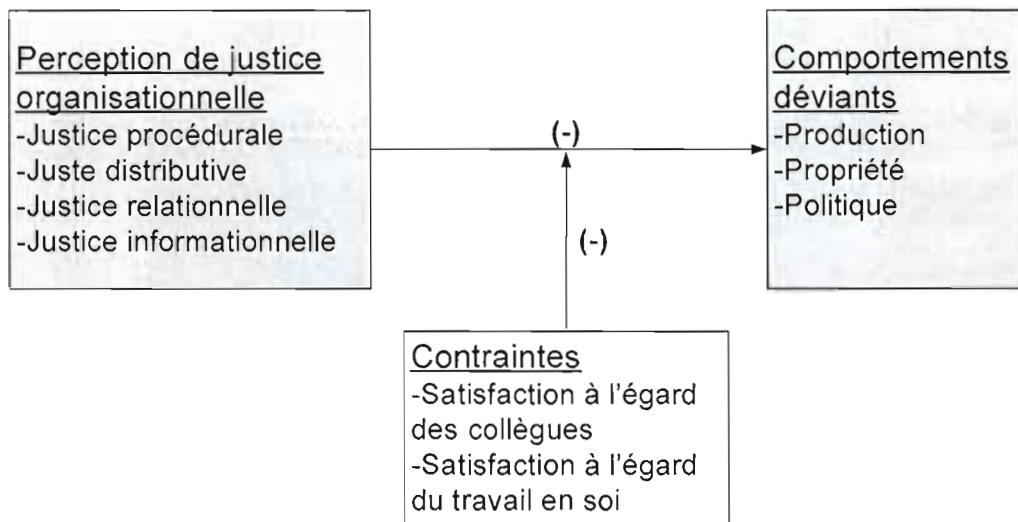 Perception de justice
organisationnelle
-Justice procédurale
-Juste distributive
-Justice relationnelle
-Justice informationnelle
(-)
Comportements
déviants
-Production
-Propriété
-Politique
(-)
Contraintes
-Satisfaction à l'égard
des collègues
-Satisfaction à l'égard
du travail en soi